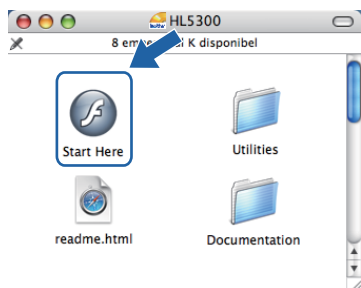 HL5300
8 em
K disponibel
Start Here
Utilities
readme.html
Documentation